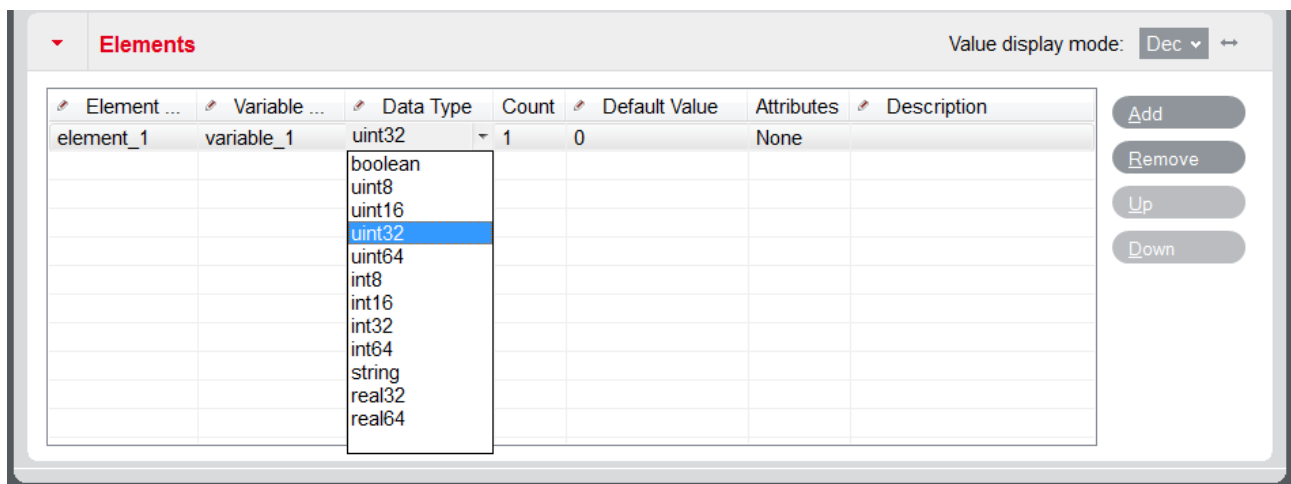 Elements Value display mode: Dec
Element ... Variable ... Data Type Count Default Value Attributes Description
element_1 variable_1 uint32 1 0 None
boolean
uint8
uint16
uint32
uint64
int8
int16
int32
int64
string
real32
real64
Add
Remove
Up
Down